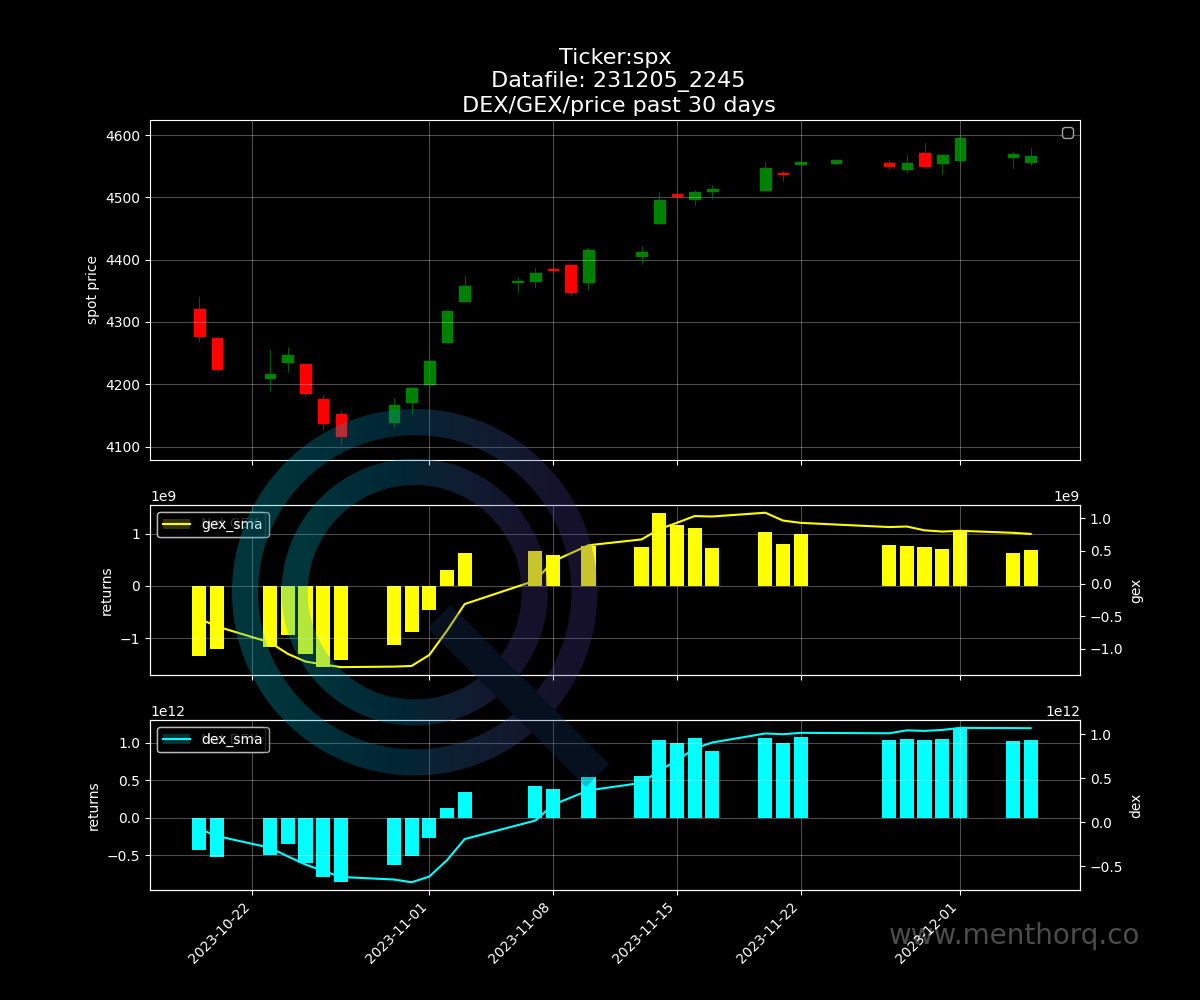 Ticker:spx
Datafile: 231205_2245
DEX/GEX/price past 30 days
4600
4500
4400
4300
4200
4100
spot price
1e9
1e9
gex_sma
1
0
−1
returns
1.0
0.5
0.0
−0.5
−1.0
gex
1e12
1e12
dex_sma
1.0
0.5
0.0
−0.5
returns
1.0
0.5
0.0
−0.5
dex
2023-10-22
2023-11-01
2023-11-08
2023-11-15
2023-11-22
2023-12-01
www.menthorq.co